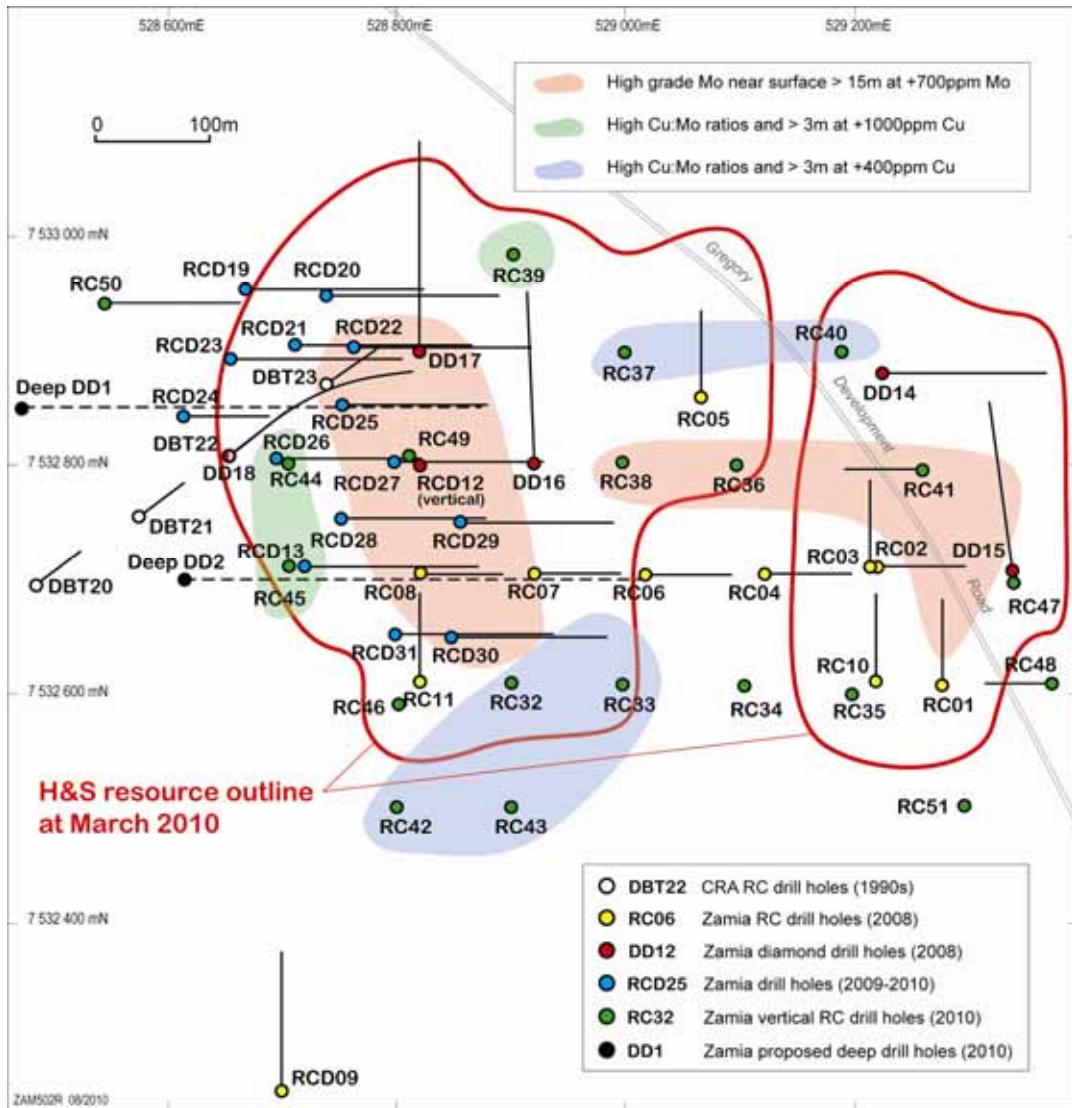 528 600mE
528 800mE
529 000mE
529 200mE
High grade Mo near surface > 15m at +700ppm Mo
High Cu:Mo ratios and > 3m at +1000ppm Cu
High Cu:Mo ratios and > 3m at +400ppm Cu
0
100m
7 533 000 mN
Gregory
RC39
RCD19
RCD20
RC50
RCD21
RCD22
RCD23
DD17
RC37
RC40
DBT23
Deep DD1
RCD24
RCD25
RC05
DD14
Development
DBT22
RCD26
RC49
7 532 800 mN
DD18
RC44
RCD27
RCD12
(vertical)
DD16
RC38
RC36
RC41
DBT21
RCD28
RCD29
RCD13
RC03
RC02
DD15
Deep DD2
DBT20
RC45
RC08
RC07
RC06
RC04
RC47
Road
RCD31
RCD30
RC10
RC48
7 532 600 mN
RC46
RC11
RC32
RC33
RC34
RC35
RC01
H&S resource outline
at March 2010
RC42
RC43
RC51
7 532 400 mN
DBT22 CRA RC drill holes (1990s)
RC06 Zamia RC drill holes (2008)
DD12 Zamia diamond drill holes (2008)
RCD25 Zamia drill holes (2009-2010)
RC32 Zamia vertical RC drill holes (2010)
DD1 Zamia proposed deep drill holes (2010)
RCD09
ZAM502R 08/2010